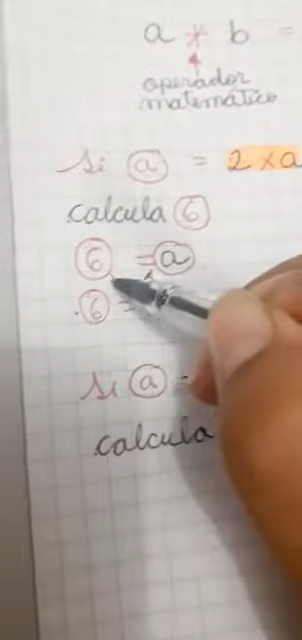 a * b =
operador
matemático
Si ⓐ = 2 x a
calcula ⑥
⑥ = ⓐ
⑥ =
Si ⓐ =
calcula